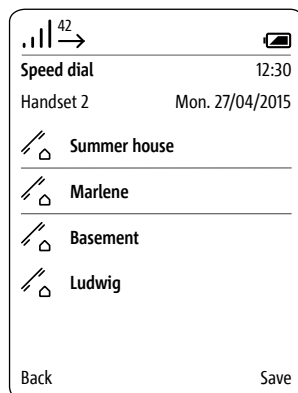 42
Speed dial 12:30
Handset 2 Mon. 27/04/2015
Summer house
Marlene
Basement
Ludwig
Back Save